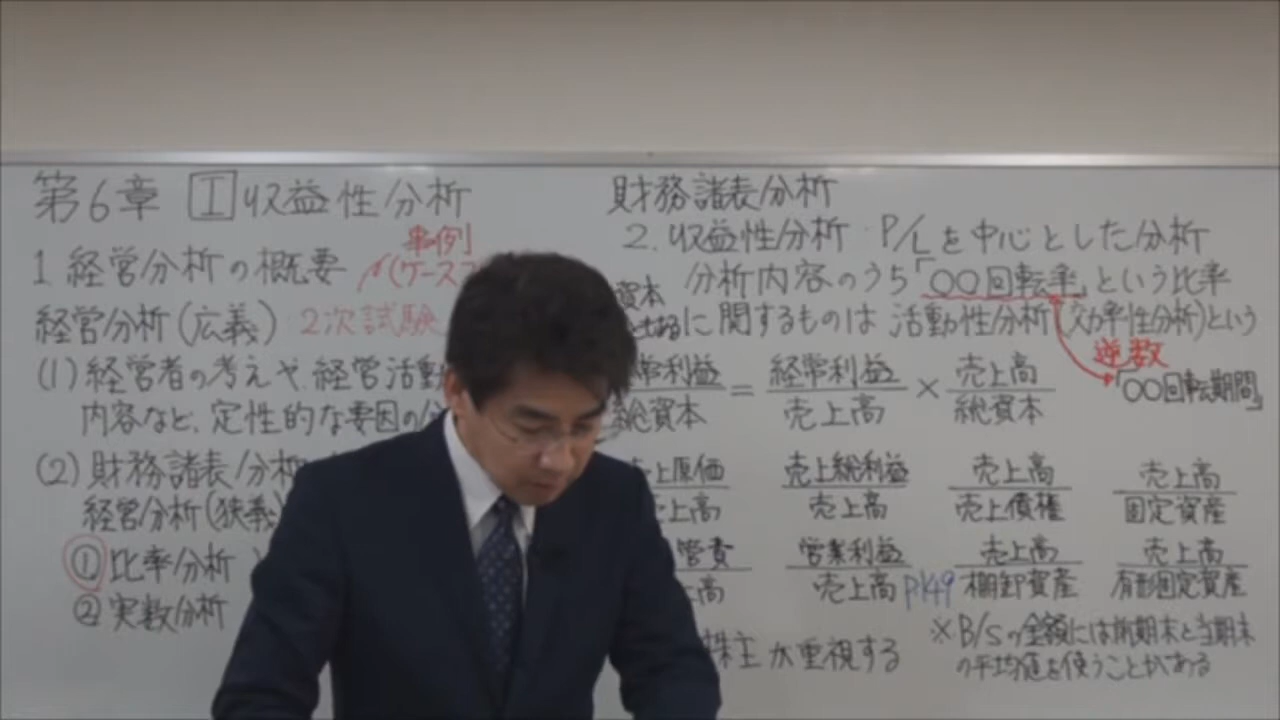 第6章 Ⅰ 収益性分析
1 経営分析の概要
事例
(ケース
経営分析(広義) 2次試験
(1) 経営者の考えや、経営活動
内容など、定性的な要因の
(2) 財務諸表分析
経営分析(狭義)
① 比率分析
② 実数分析
財務諸表分析
2. 収益性分析 P/Lを中心とした分析
資本 分析内容のうち「〇〇回転率」という比率
に関するものは 活動性分析(効率性分析)という
逆数
「〇〇回転期間」
経常利益 = 経常利益 × 売上高
総資本 売上高 総資本
上原価 売上総利益 売上高 売上高
上高 売上高 売上債権 固定資産
管費 営業利益 売上高 売上高
高 売上高 P149 棚卸資産 有形固定資産
株主が重視する
※B/Sの金額には前期末と当期末
の平均値を使うことがある